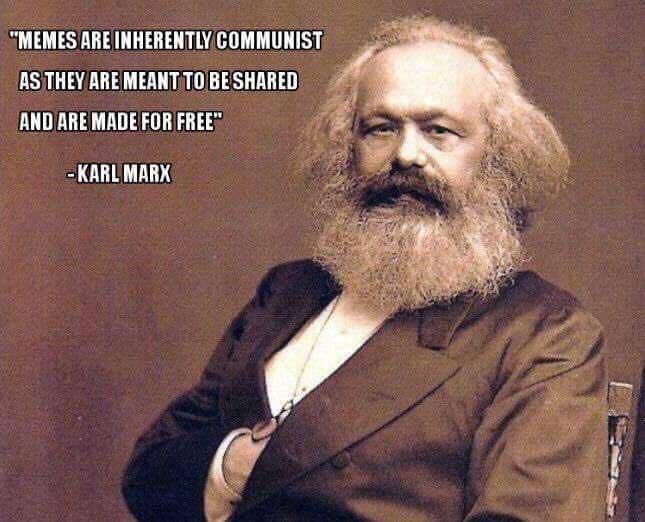 "MEMES ARE INHERENTLY COMMUNIST
AS THEY ARE MEANT TO BE SHARED
AND ARE MADE FOR FREE"
-KARL MARX